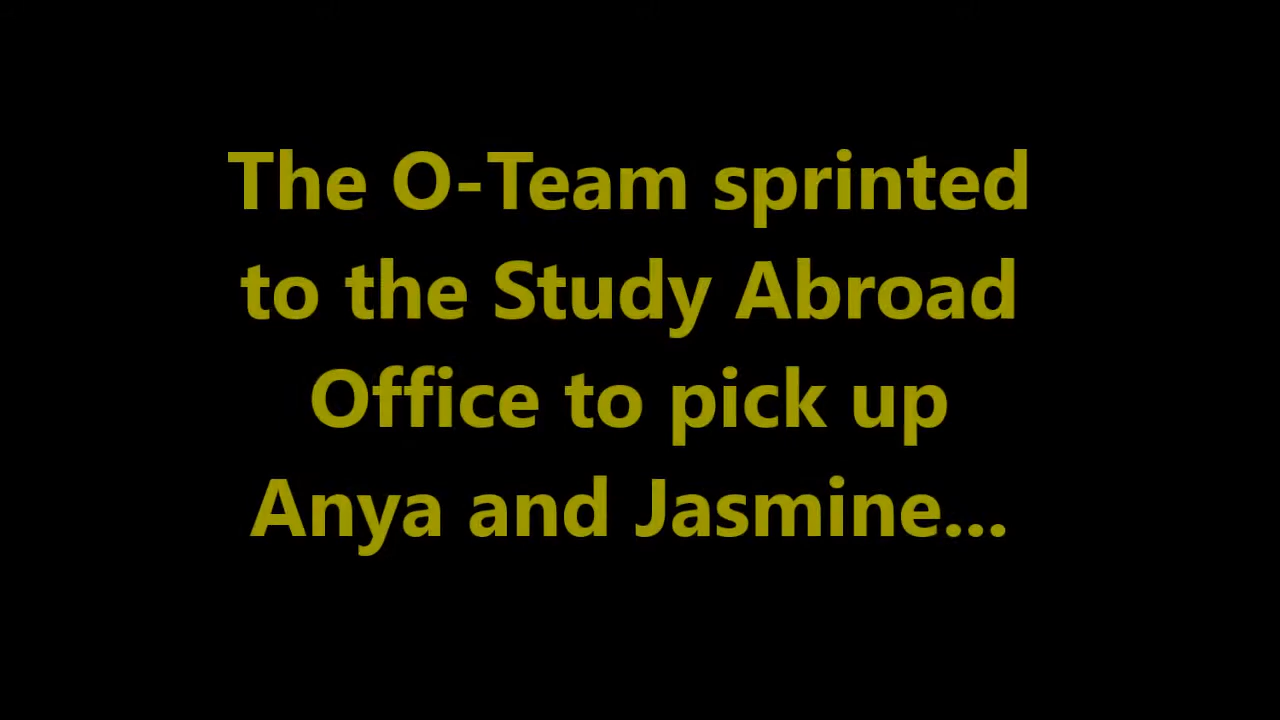 The O-Team sprinted
to the Study Abroad
Office to pick up
Anya and Jasmine...